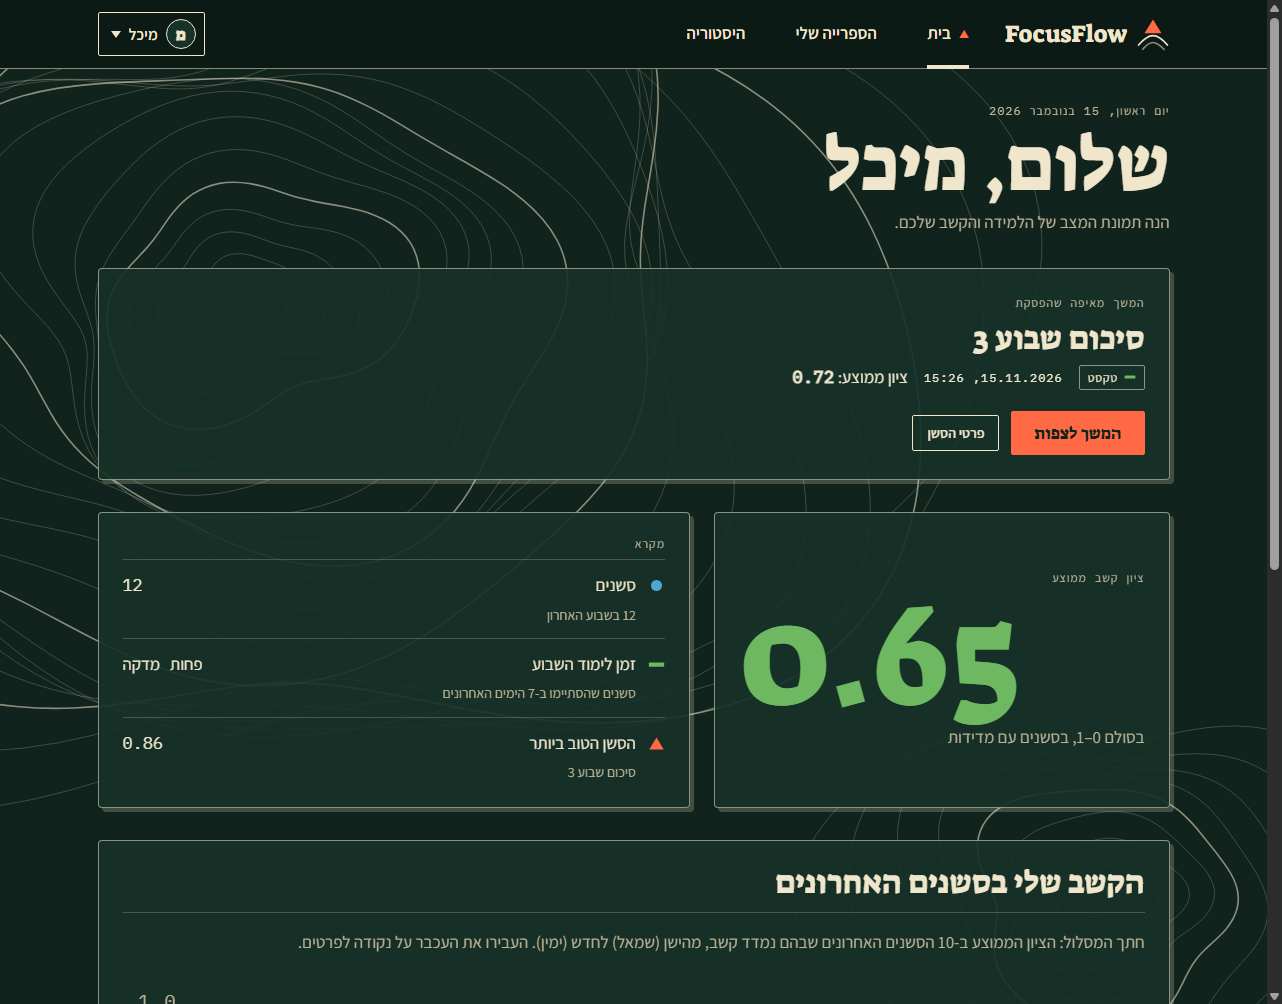 FocusFlow
בית
הספרייה שלי
היסטוריה
מ מיכל
יום ראשון, 15 בנובמבר 2026
שלום, מיכל
הנה תמונת המצב של הלמידה והקשב שלכם.
המשך מאיפה שהפסקת
סיכום שבוע 3
טקסט 15.11.2026, 15:26 ציון ממוצע: 0.72
המשך לצפות
פרטי הסשן
ציון קשב ממוצע
0.65
בסולם 0–1, בסשנים עם מדידות
מקרא
סשנים 12
12 בשבוע האחרון
זמן לימוד השבוע פחות מדקה
סשנים שהסתיימו ב-7 הימים האחרונים
הסשן הטוב ביותר 0.86
סיכום שבוע 3
הקשב שלי בסשנים האחרונים
חתך המסלול: הציון הממוצע ב-10 הסשנים האחרונים שבהם נמדד קשב, מהישן (שמאל) לחדש (ימין). העבירו את העכבר על נקודה לפרטים.
1.0